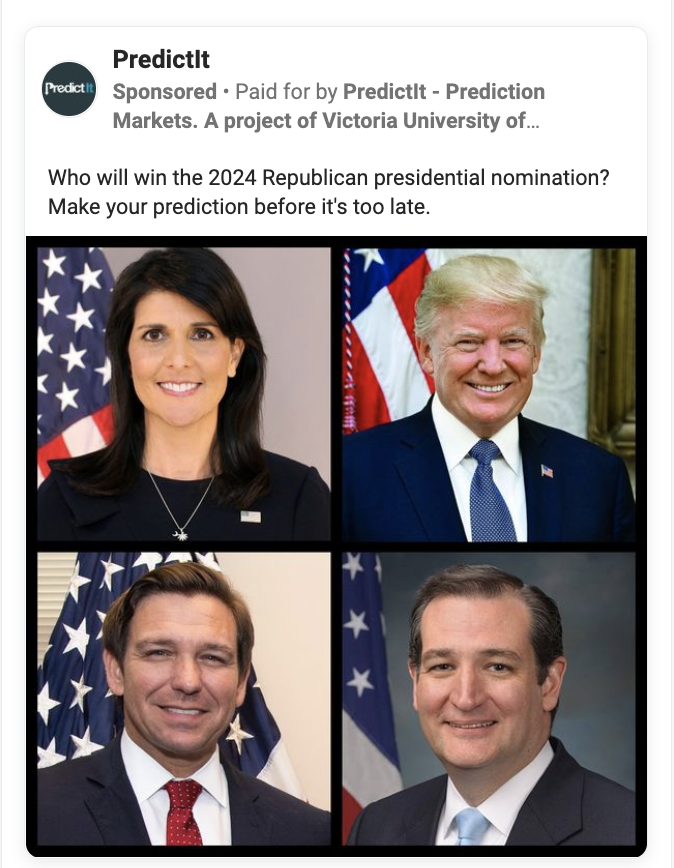 PredictIt
PredictIt
Sponsored • Paid for by PredictIt - Prediction
Markets. A project of Victoria University of…
Who will win the 2024 Republican presidential nomination?
Make your prediction before it's too late.